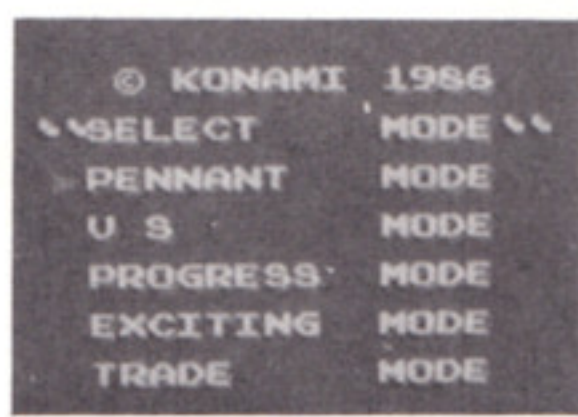 © KONAMI 1986
"SELECT MODE"
PENNANT MODE
U S MODE
PROGRESS MODE
EXCITING MODE
TRADE MODE